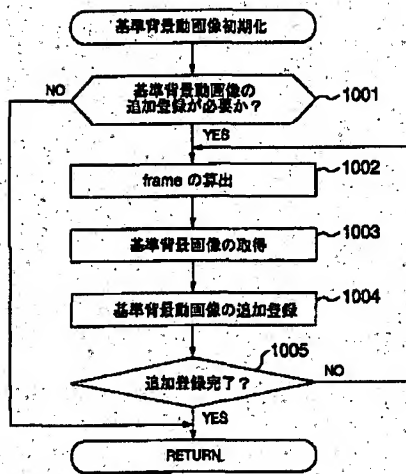 基準背景動画像初期化
NO
基準背景動画像の
追加登録が必要か?
1001
YES
frame の算出
1002
基準背景画像の取得
1003
基準背景動画像の追加登録
1004
1005
追加登録完了?
NO
YES
RETURN